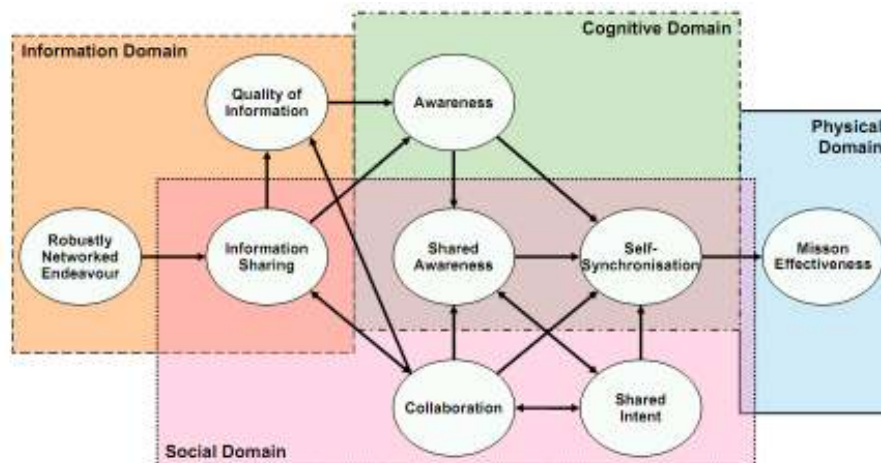 Information Domain
Cognitive Domain
Quality of
Information
Awareness
Physical
Domain
Robustly
Networked
Endeavour
Information
Sharing
Shared
Awareness
Self-
Synchronisation
Misson
Effectiveness
Collaboration
Shared
Intent
Social Domain